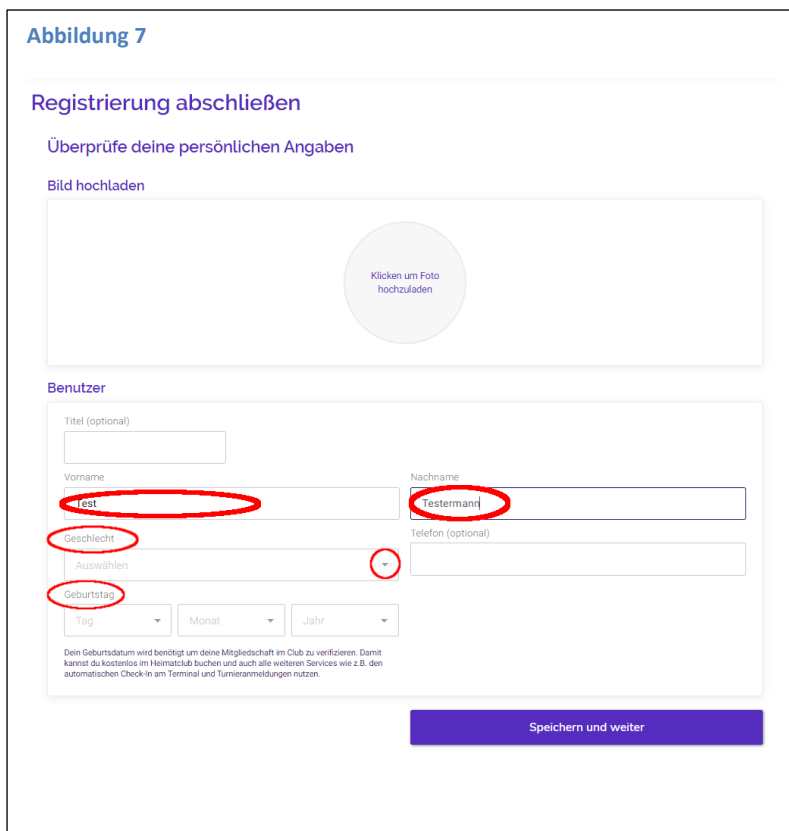 Abbildung 7
Registrierung abschließen
Überprüfe deine persönlichen Angaben
Bild hochladen
Klicken um Foto
hochzuladen
Benutzer
Titel (optional)
Vorname
Nachname
Test
Testermann
Geschlecht
Telefon (optional)
Auswählen
Geburtstag
Tag
Monat
Jahr
Dein Geburtsdatum wird benötigt um deine Mitgliedschaft im Club zu verifizieren. Damit
kannst du kostenlos im Heimatclub buchen und auch alle weiteren Services wie z.B. den
automatischen Check-In am Terminal und Turnieranmeldungen nutzen.
Speichern und weiter